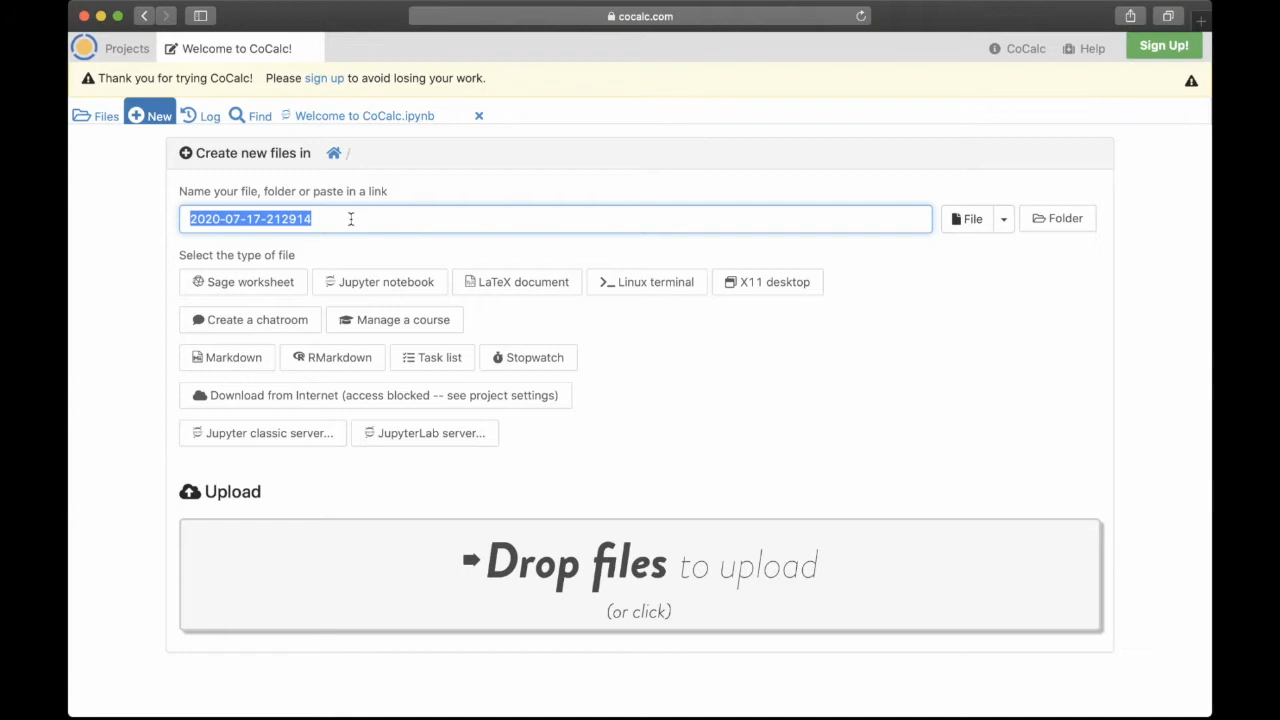 cocalc.com
Projects Welcome to CoCalc! CoCalc Help Sign Up!
Thank you for trying CoCalc! Please sign up to avoid losing your work.
Files New Log Find Welcome to CoCalc.ipynb
Create new files in /
Name your file, folder or paste in a link
2020-07-17-212914 File Folder
Select the type of file
Sage worksheet Jupyter notebook LaTeX document Linux terminal X11 desktop
Create a chatroom Manage a course
Markdown RMarkdown Task list Stopwatch
Download from Internet (access blocked -- see project settings)
Jupyter classic server... JupyterLab server...
Upload
Drop files to upload
(or click)